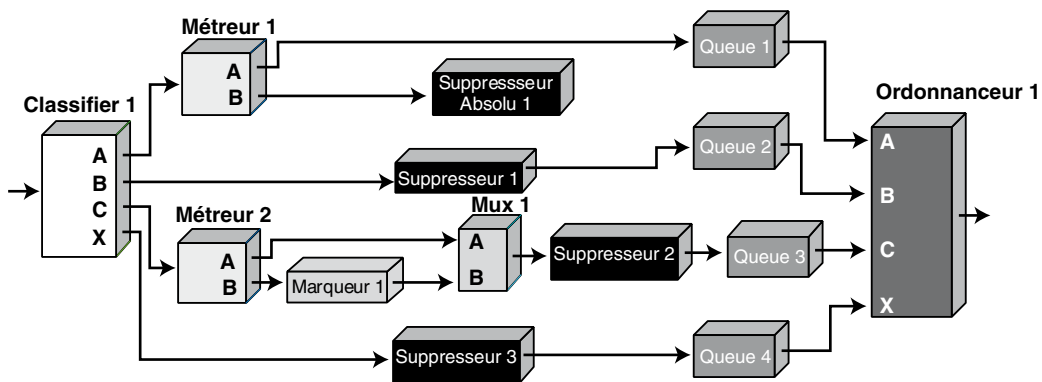 Métreur 1
A
B
Queue 1
Suppressseur
Absolu 1
Classifier 1
A
B
C
X
Ordonnanceur 1
A
B
C
X
Queue 2
Suppresseur 1
Métreur 2
A
B
Marqueur 1
Mux 1
A
B
Suppresseur 2
Queue 3
Suppresseur 3
Queue 4